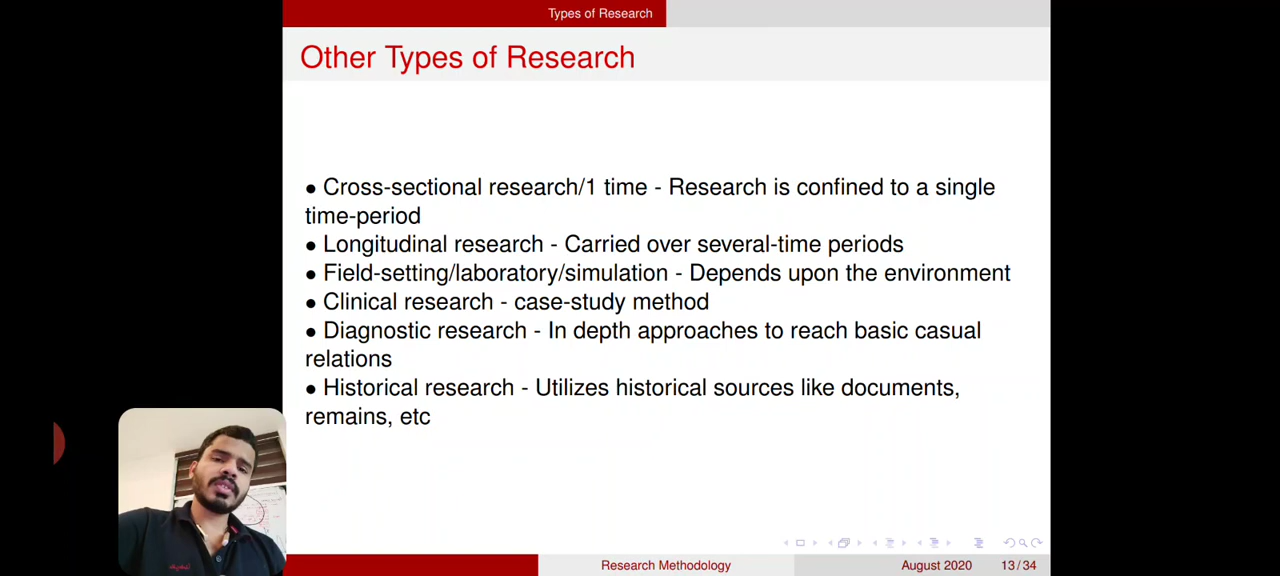 Types of Research
Other Types of Research
● Cross-sectional research/1 time - Research is confined to a single
time-period
● Longitudinal research - Carried over several-time periods
● Field-setting/laboratory/simulation - Depends upon the environment
● Clinical research - case-study method
● Diagnostic research - In depth approaches to reach basic casual
relations
● Historical research - Utilizes historical sources like documents,
remains, etc
Research Methodology
August 2020
13 / 34